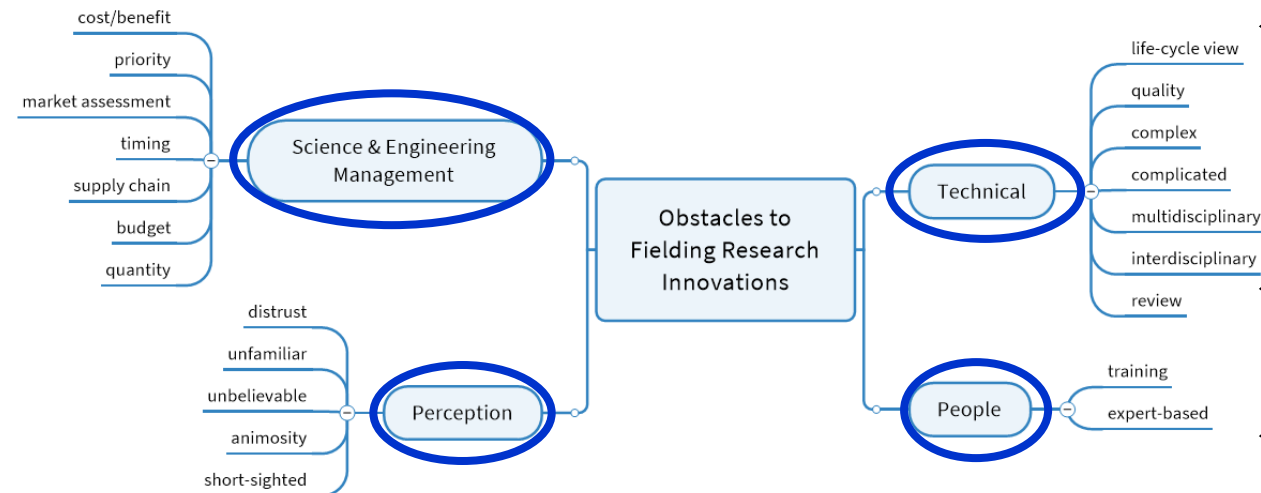 cost/benefit
priority
market assessment
timing
supply chain
budget
quantity
Science & Engineering
Management
distrust
unfamiliar
unbelievable
animosity
short-sighted
Perception
Obstacles to
Fielding Research
Innovations
Technical
life-cycle view
quality
complex
complicated
multidisciplinary
interdisciplinary
review
People
training
expert-based